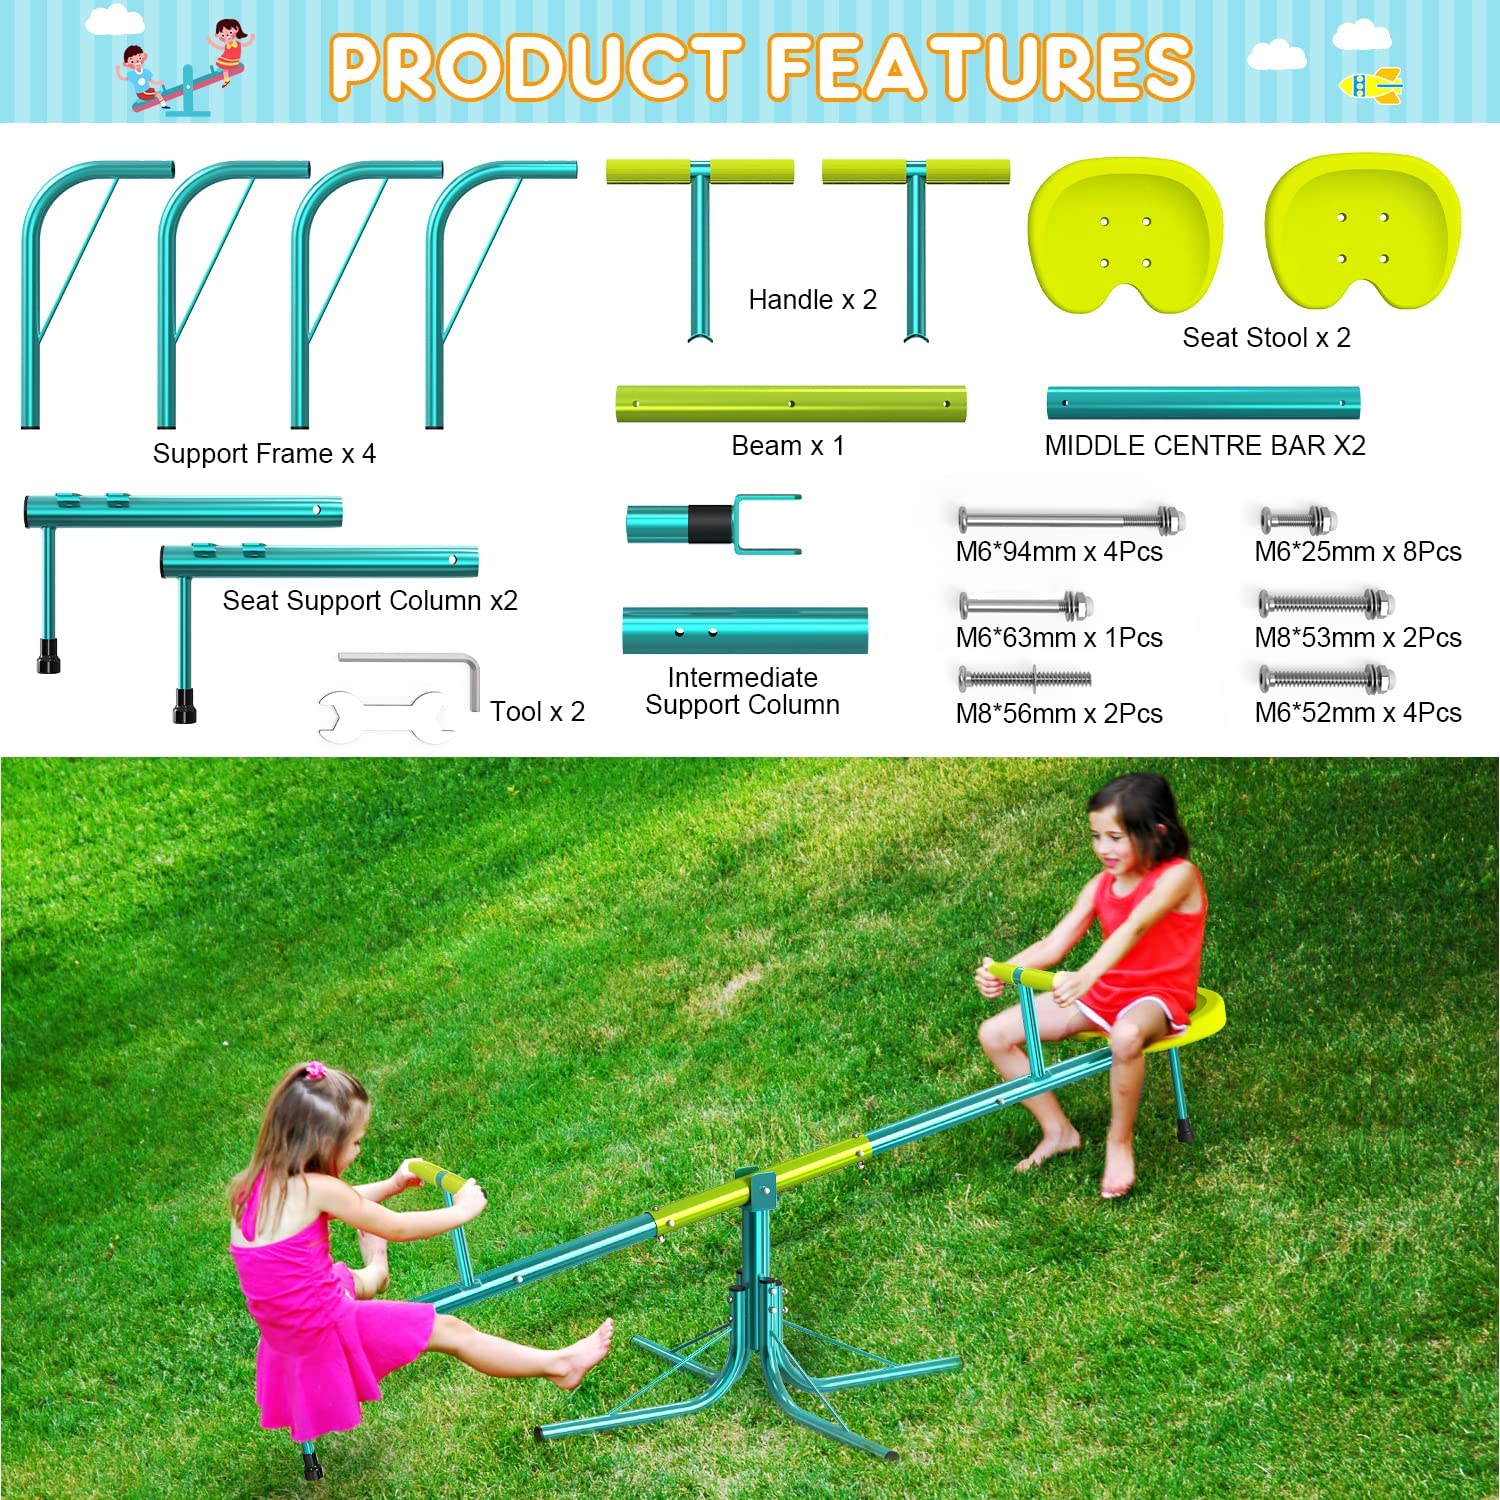 PRODUCT FEATURES
Support Frame x 4
Handle x 2
Seat Stool x 2
Beam x 1
MIDDLE CENTRE BAR X2
Seat Support Column x2
Tool x 2
Intermediate
Support Column
M6*94mm x 4Pcs
M6*25mm x 8Pcs
M6*63mm x 1Pcs
M8*53mm x 2Pcs
M8*56mm x 2Pcs
M6*52mm x 4Pcs